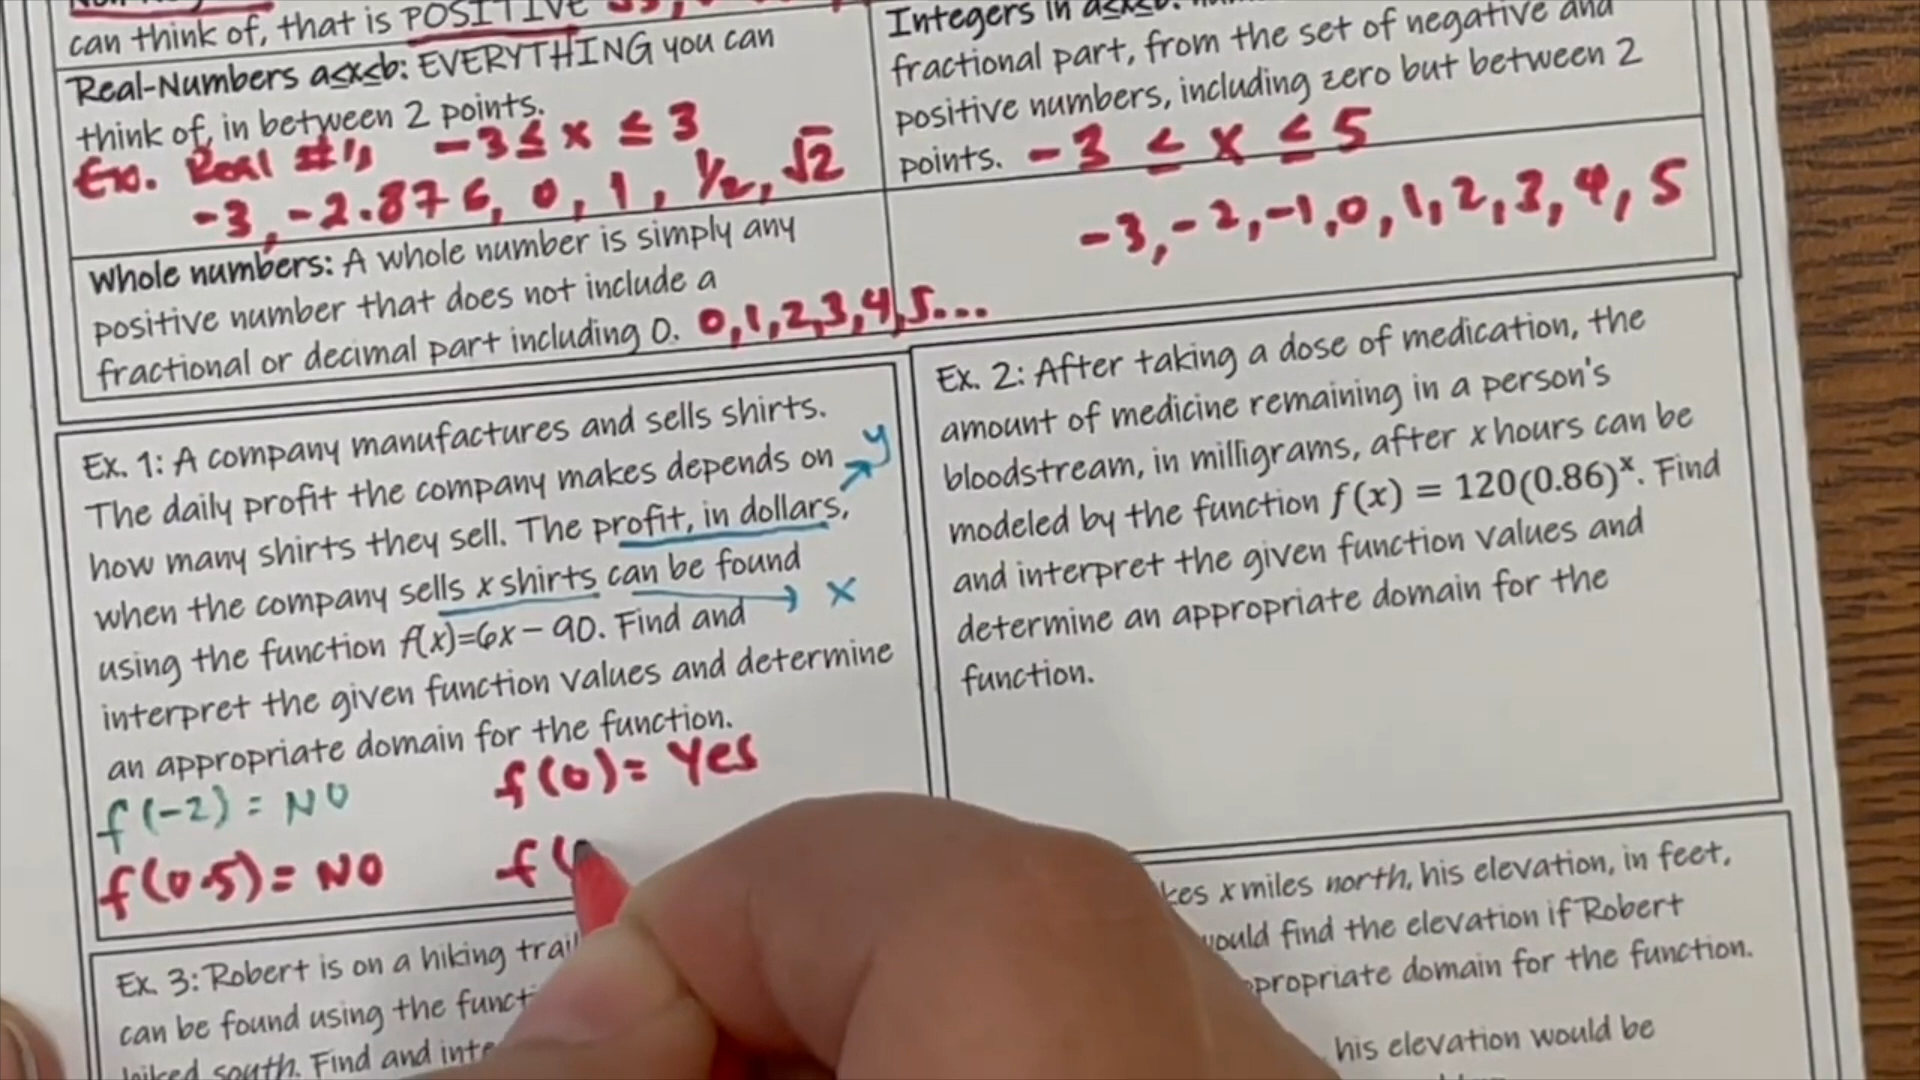 can think of, that is POSITIVE
Real-Numbers a≤x≤b: EVERYTHING you can
think of, in between 2 points.
-3 ≤ x ≤ 3
Ex. Real #'s
-3, -2.876, 0, 1, 1/2, √2
Whole numbers: A whole number is simply any
positive number that does not include a
fractional or decimal part including 0. 0,1,2,3,4,5...
Integers in a≤x≤b:
fractional part, from the set of negative and
positive numbers, including zero but between 2
points. -3 ≤ x ≤ 5
-3,-2,-1,0,1,2,3,4,5
Ex. 1: A company manufactures and sells shirts.
The daily profit the company makes depends on
how many shirts they sell. The profit, in dollars,
y
when the company sells x shirts can be found
x
using the function f(x)=6x-90. Find and
interpret the given function values and determine
an appropriate domain for the function.
f(-2) = NO
f(0) = Yes
f(0.5) = NO
f(
Ex. 2: After taking a dose of medication, the
amount of medicine remaining in a person's
bloodstream, in milligrams, after x hours can be
modeled by the function f(x) = 120(0.86)ˣ. Find
and interpret the given function values and
determine an appropriate domain for the
function.
Ex. 3: Robert is on a hiking trail
kes x miles north, his elevation, in feet,
can be found using the functi
ould find the elevation if Robert
hiked south. Find and inte
propriate domain for the function.
his elevation would be